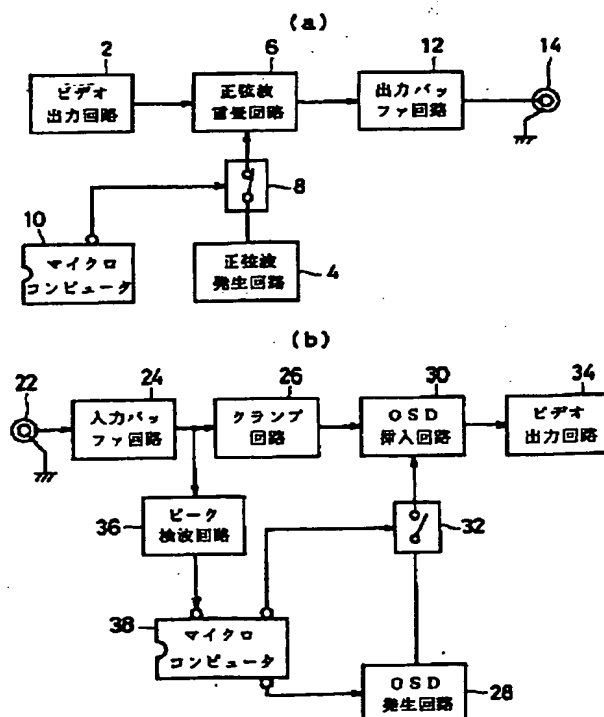 (a)
2
6
12
14
ビデオ
出力回路
正弦波
重畳回路
出力バッ
ファ回路
8
10
マイクロ
コンピュータ
正弦波
発生回路
4
(b)
22
24
26
30
34
入力バッ
ファ回路
クランプ
回路
OSD
挿入回路
ビデオ
出力回路
36
ピーク
検波回路
32
38
マイクロ
コンピュータ
OSD
発生回路
28